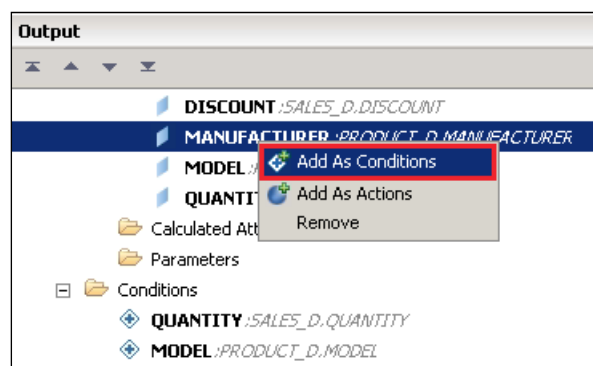 Output
DISCOUNT :SALES_D.DISCOUNT
MANUFACTURER :PRODUCT_D.MANUFACTURER
MODEL
Add As Conditions
QUANTIT
Add As Actions
Calculated Att
Remove
Parameters
Conditions
QUANTITY :SALES_D.QUANTITY
MODEL :PRODUCT_D.MODEL